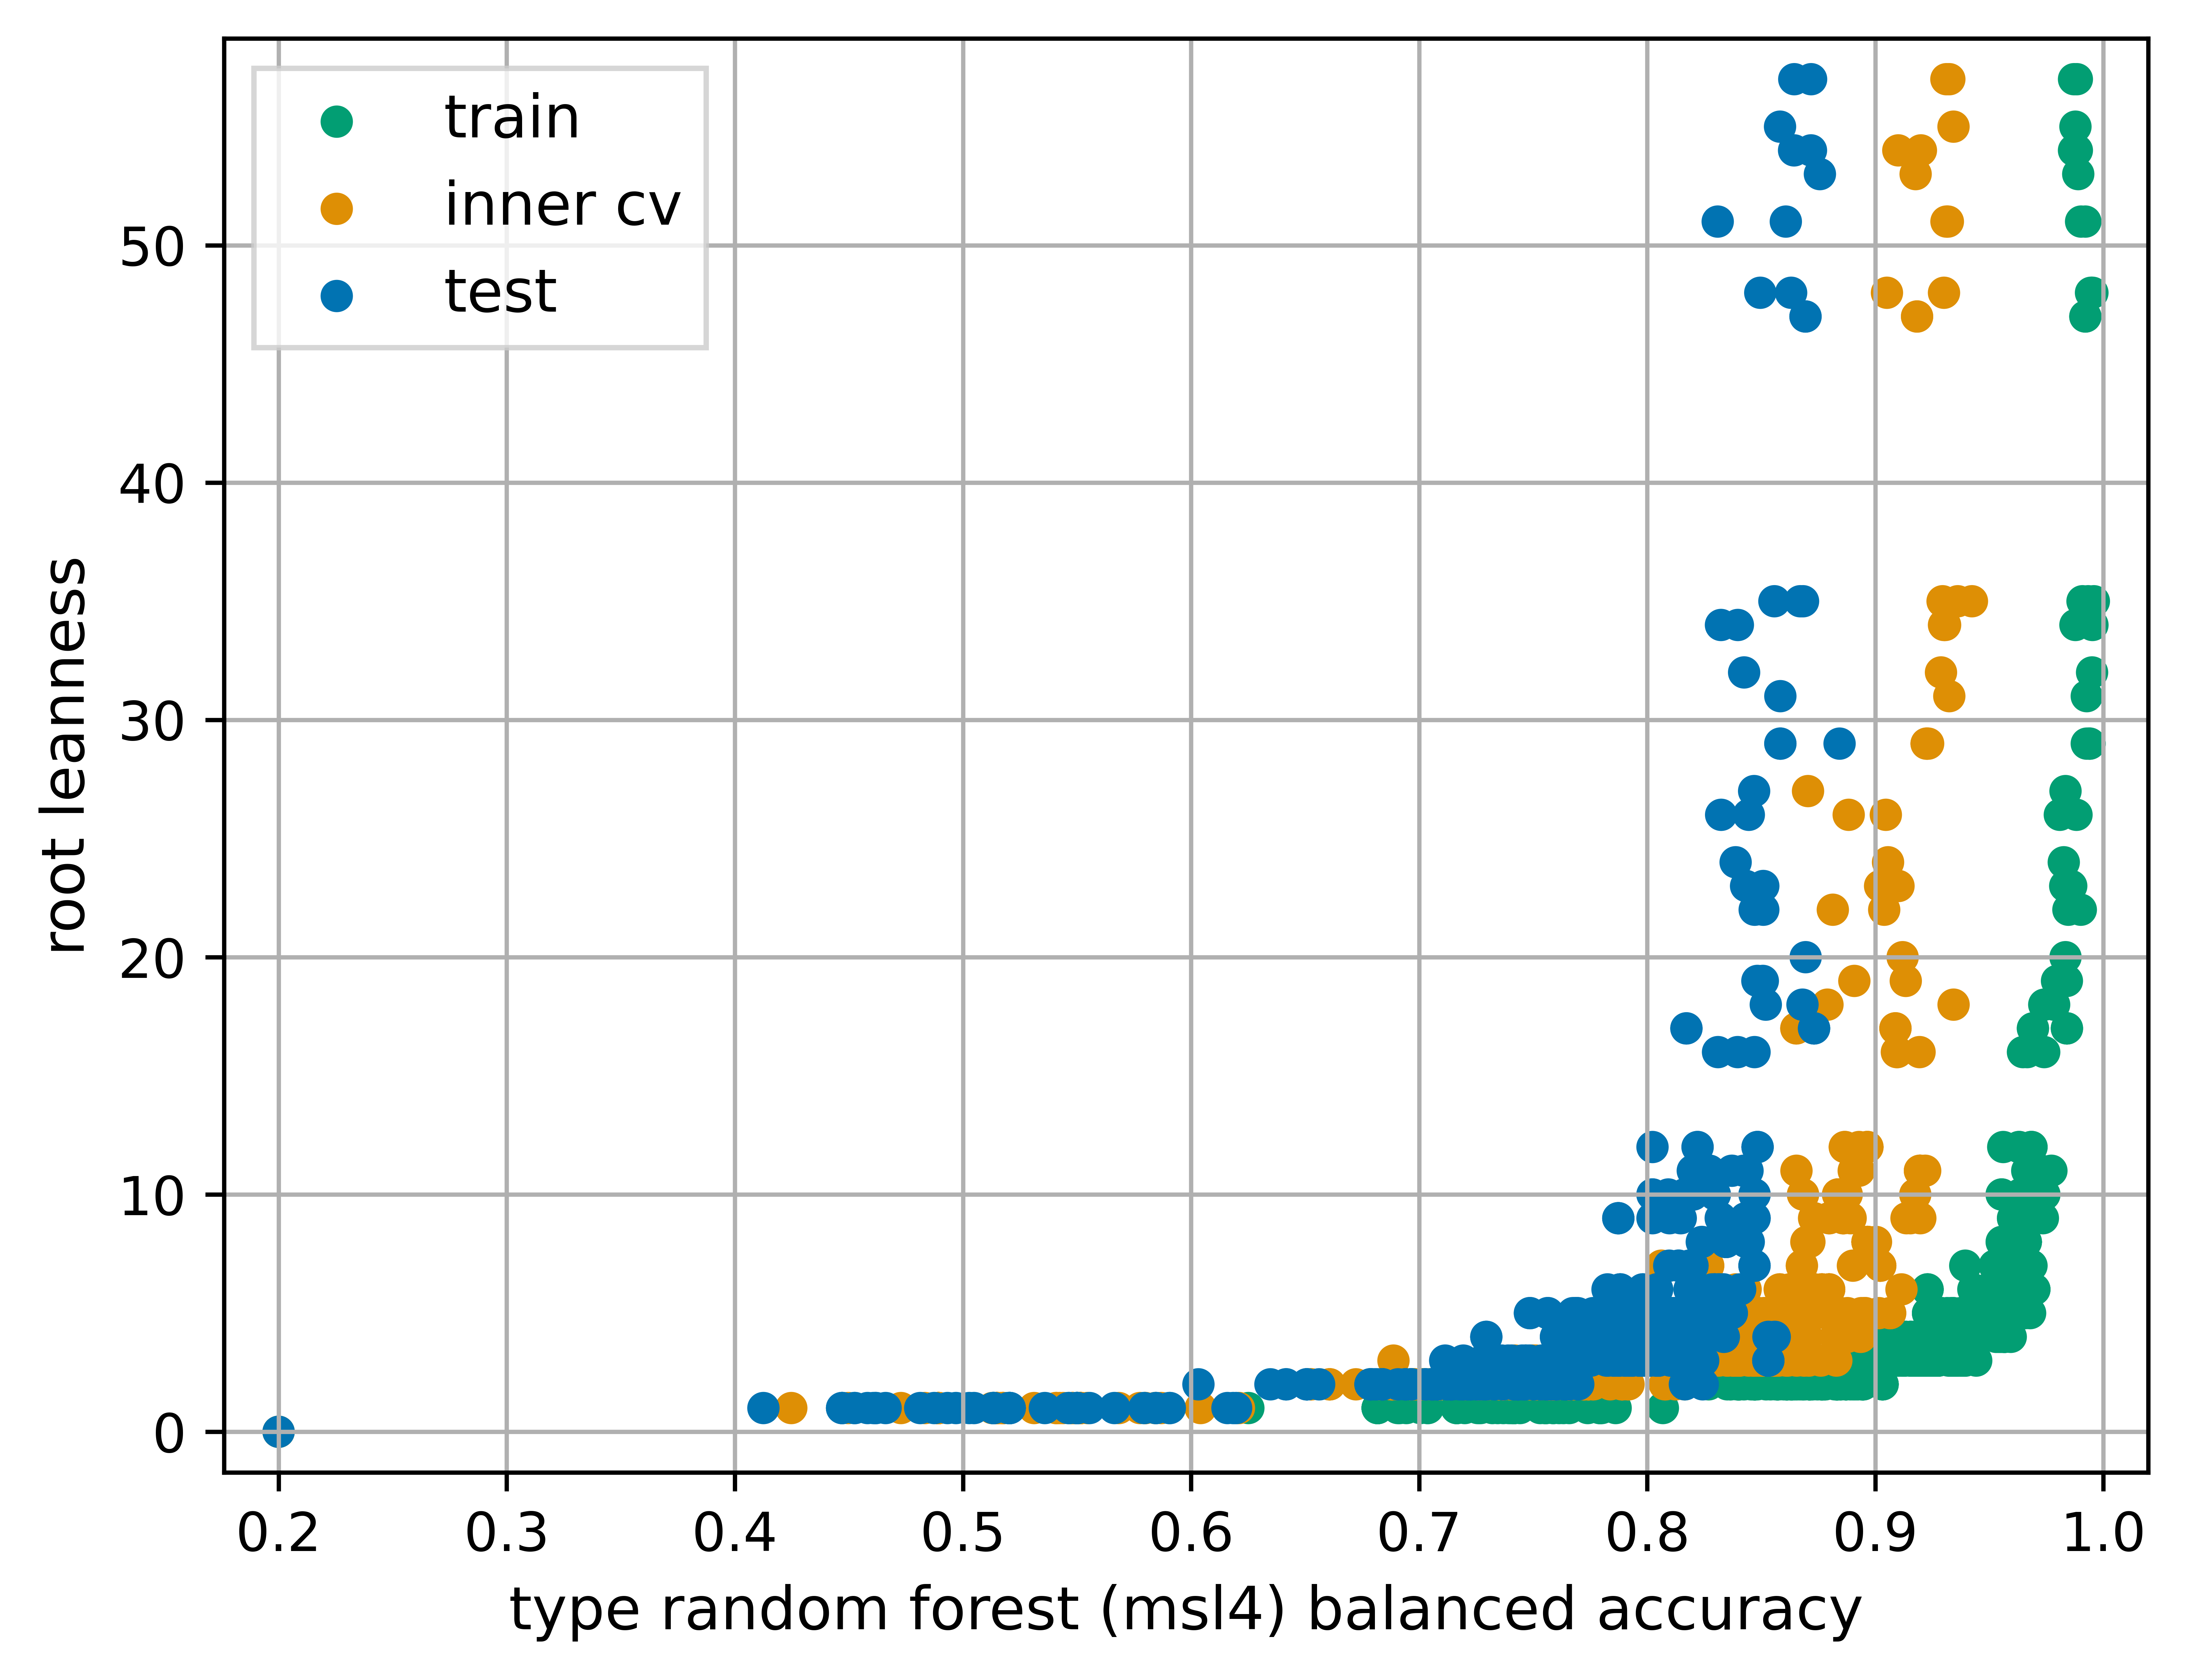 train
inner cv
test
50
40
30
20
10
0
root leanness
0.2 0.3 0.4 0.5 0.6 0.7 0.8 0.9 1.0
type random forest (msl4) balanced accuracy